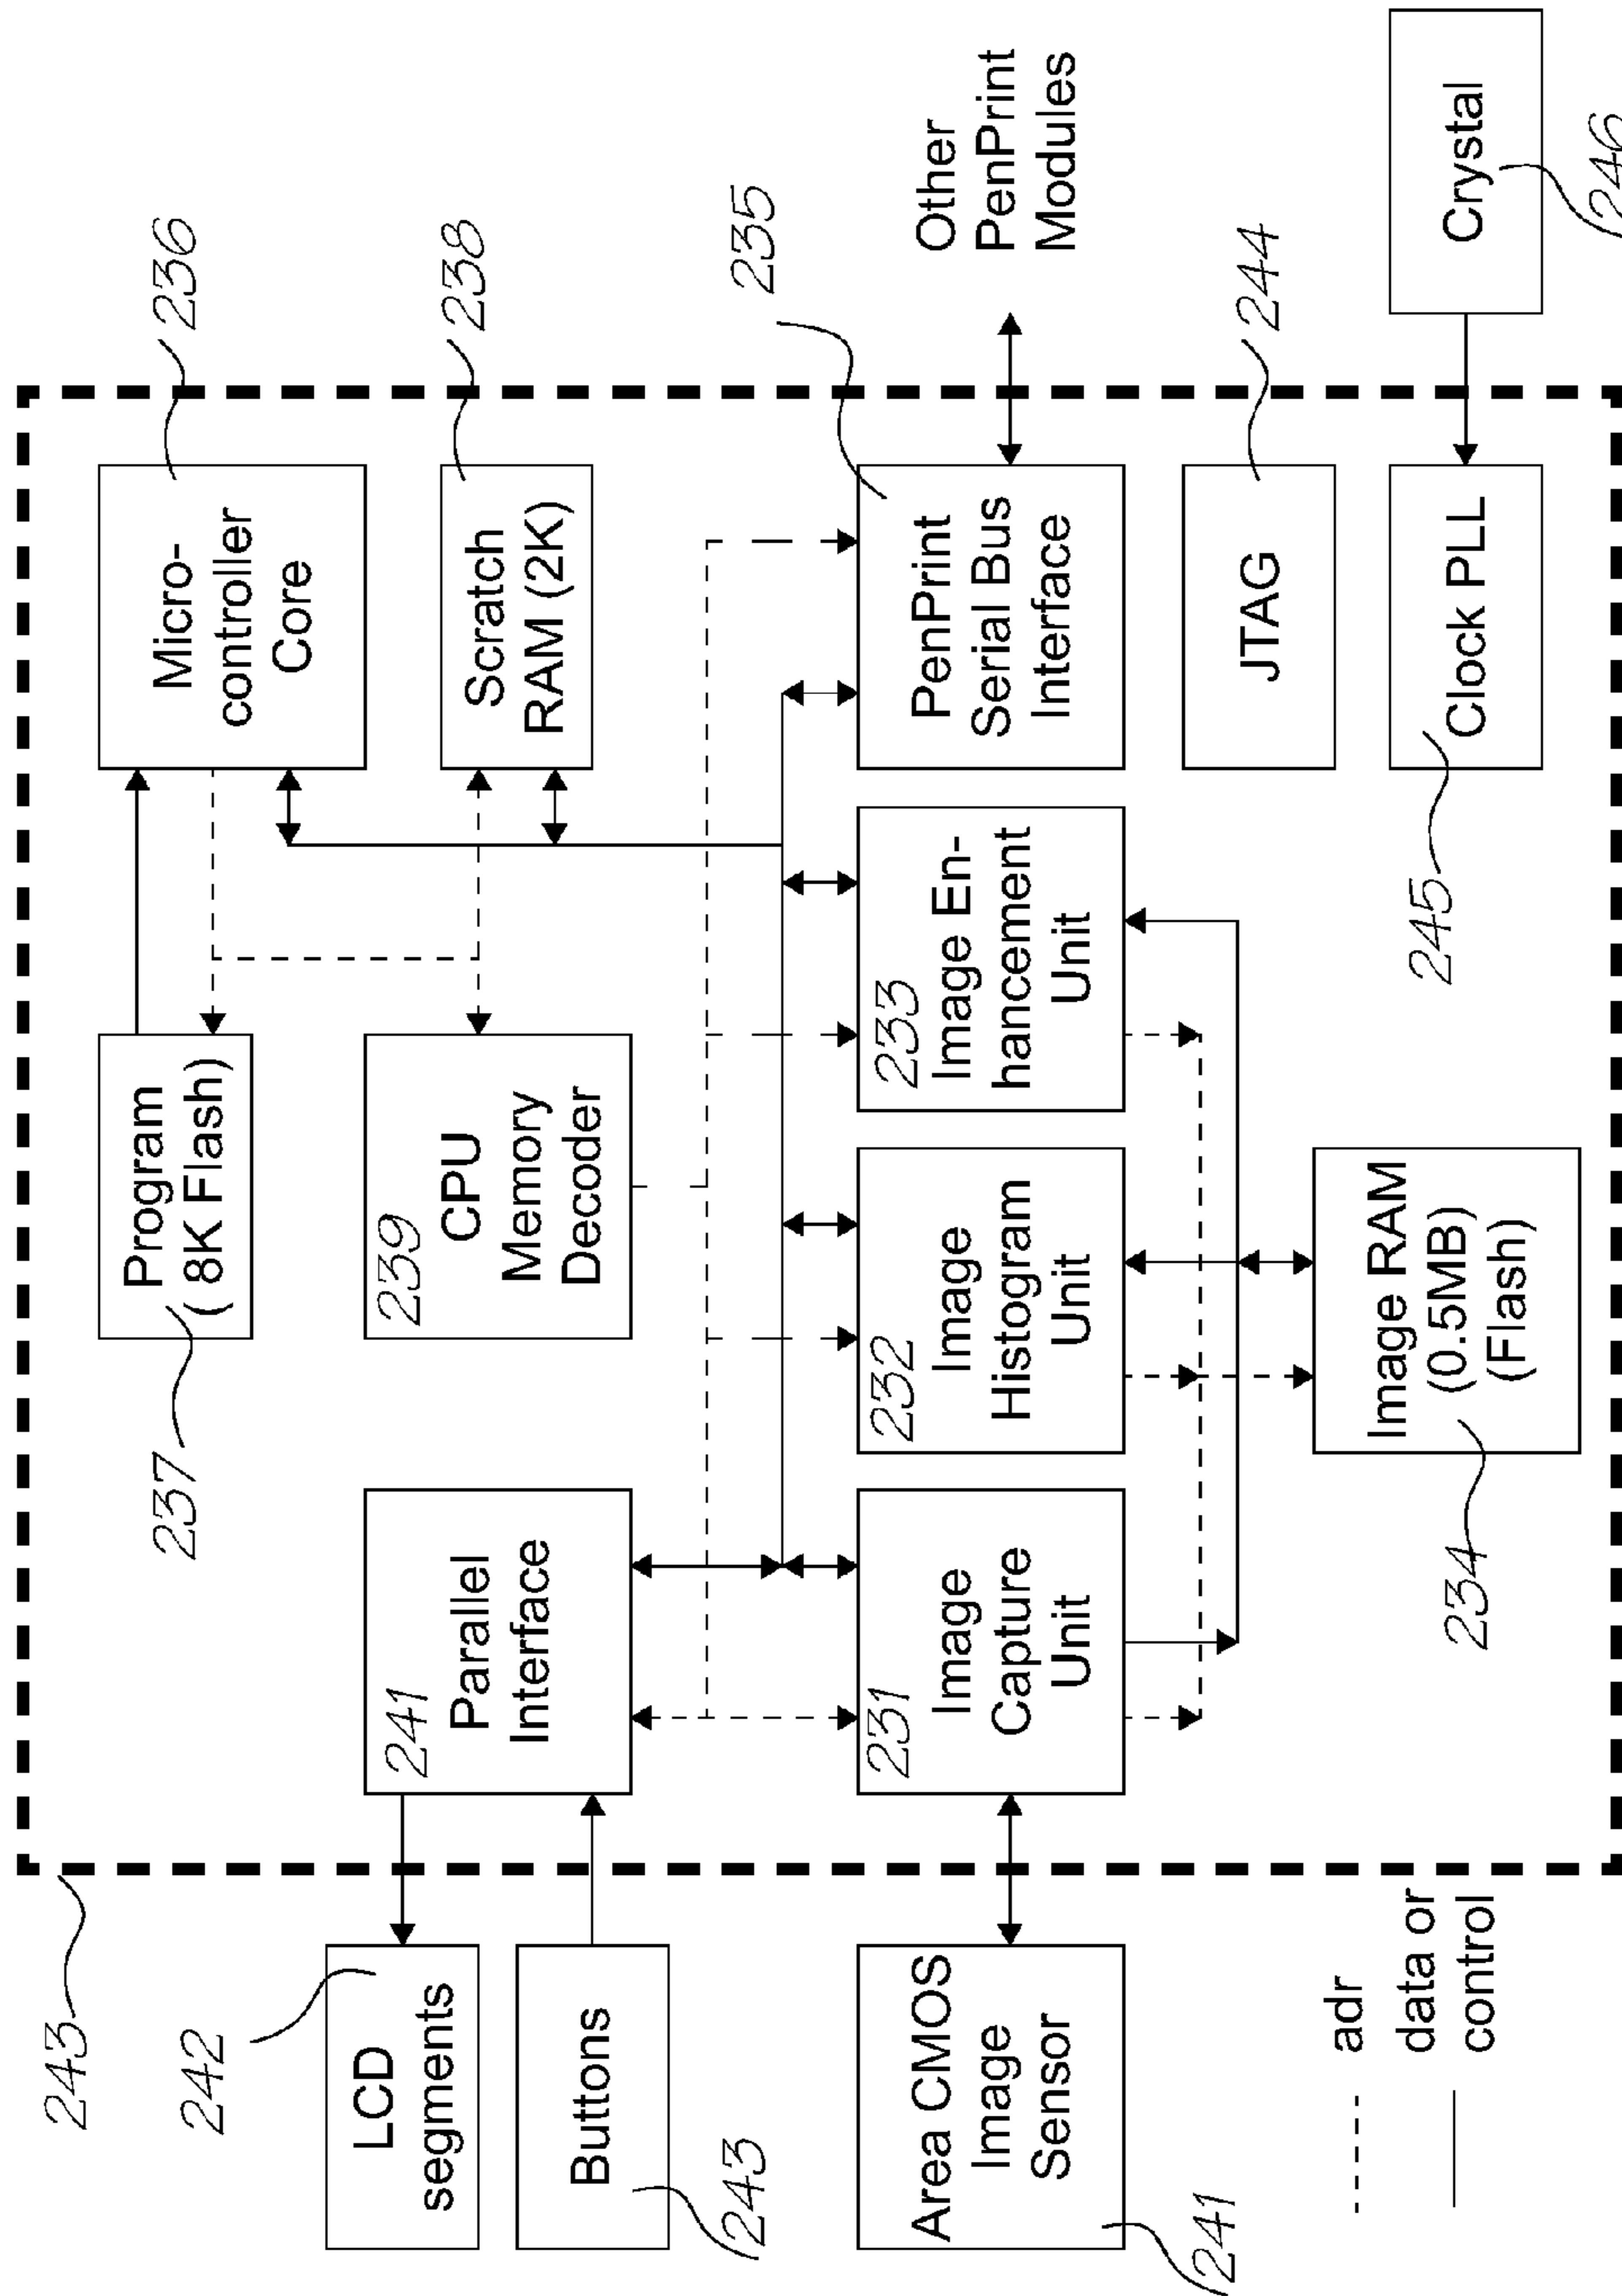 243
236
237
Program
( 8K Flash)
Micro-
controller
Core
242
LCD
segments
241
Parallel
Interface
239
CPU
Memory
Decoder
238
Scratch
RAM (2K)
Buttons
243
235
Area CMOS
Image
Sensor
241
231
Image
Capture
Unit
232
Image
Histogram
Unit
233
Image En-
hancement
Unit
PenPrint
Serial Bus
Interface
Other
PenPrint
Modules
JTAG
244
adr
data or
control
234
Image RAM
(0.5MB)
(Flash)
245
Clock PLL
Crystal
246